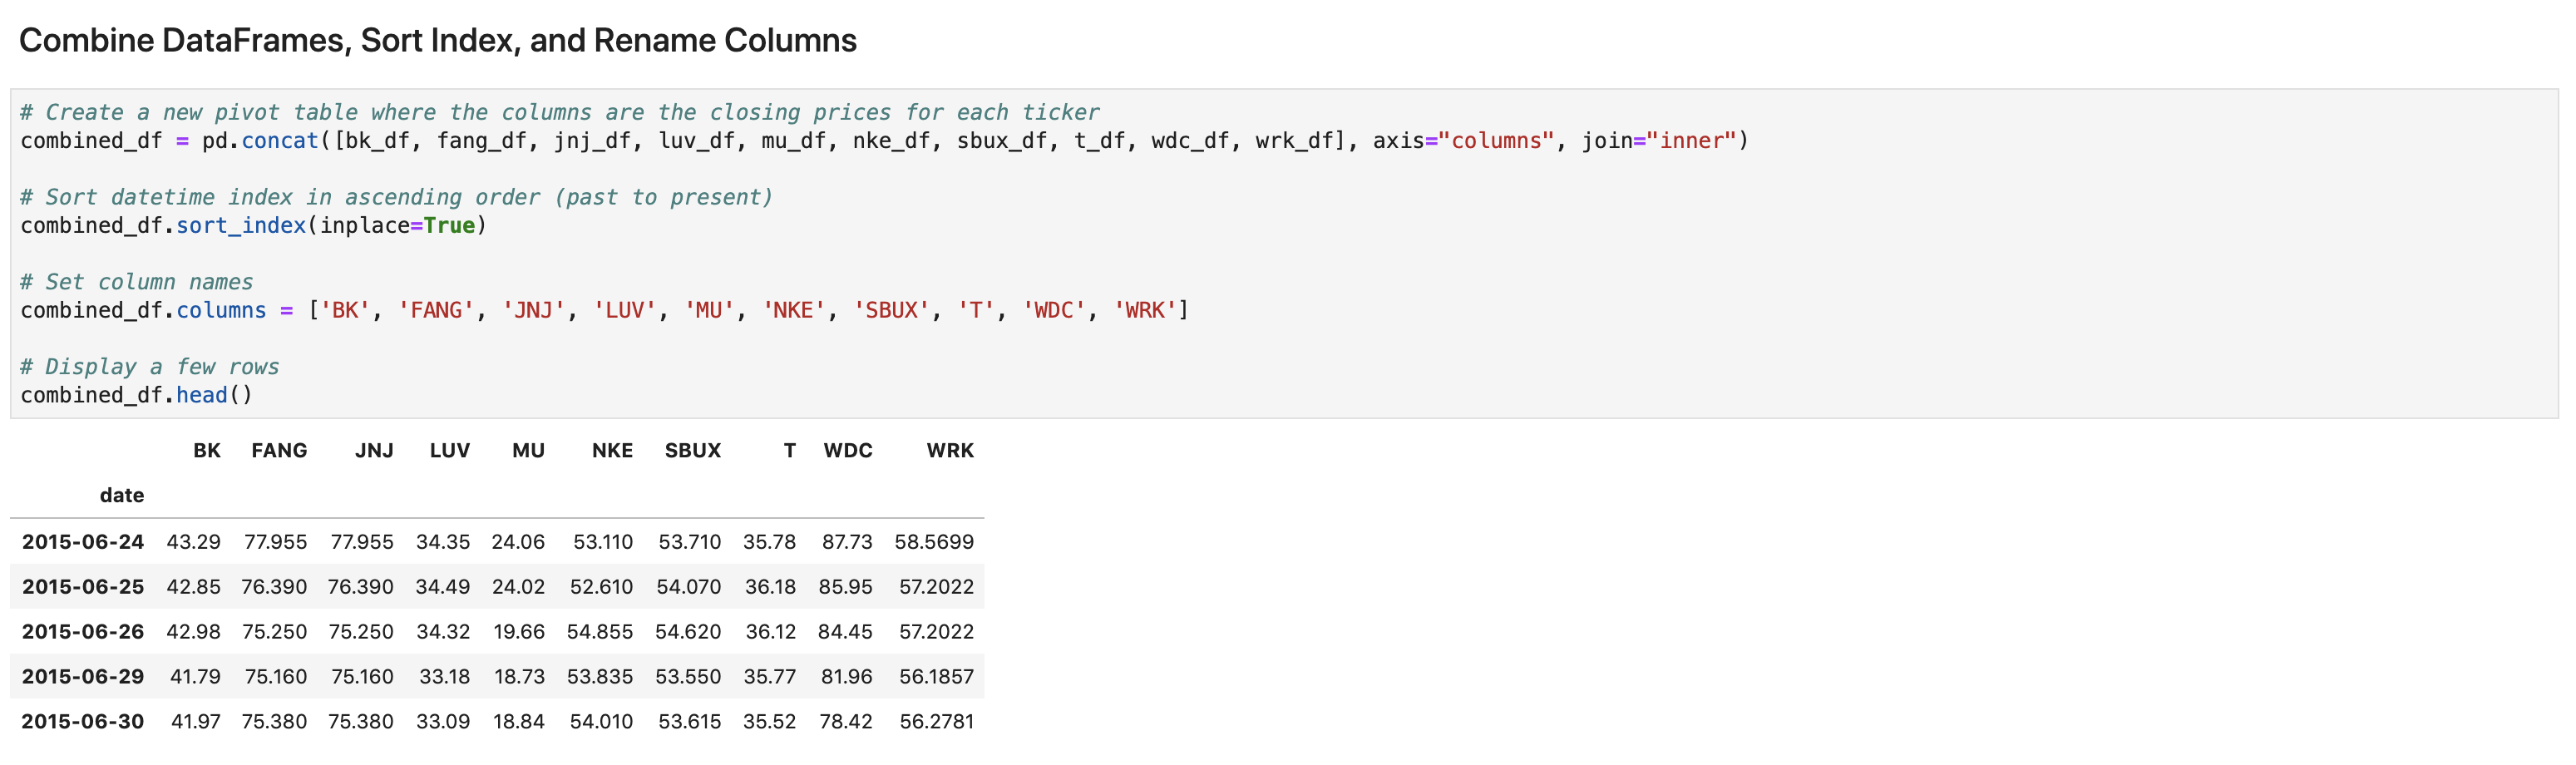 Combine DataFrames, Sort Index, and Rename Columns
# Create a new pivot table where the columns are the closing prices for each ticker
combined_df = pd.concat([bk_df, fang_df, jnj_df, luv_df, mu_df, nke_df, sbux_df, t_df, wdc_df, wrk_df], axis="columns", join="inner")
# Sort datetime index in ascending order (past to present)
combined_df.sort_index(inplace=True)
# Set column names
combined_df.columns = ['BK', 'FANG', 'JNJ', 'LUV', 'MU', 'NKE', 'SBUX', 'T', 'WDC', 'WRK']
# Display a few rows
combined_df.head()
BK FANG JNJ LUV MU NKE SBUX T WDC WRK
date
2015-06-24 43.29 77.955 77.955 34.35 24.06 53.110 53.710 35.78 87.73 58.5699
2015-06-25 42.85 76.390 76.390 34.49 24.02 52.610 54.070 36.18 85.95 57.2022
2015-06-26 42.98 75.250 75.250 34.32 19.66 54.855 54.620 36.12 84.45 57.2022
2015-06-29 41.79 75.160 75.160 33.18 18.73 53.835 53.550 35.77 81.96 56.1857
2015-06-30 41.97 75.380 75.380 33.09 18.84 54.010 53.615 35.52 78.42 56.2781